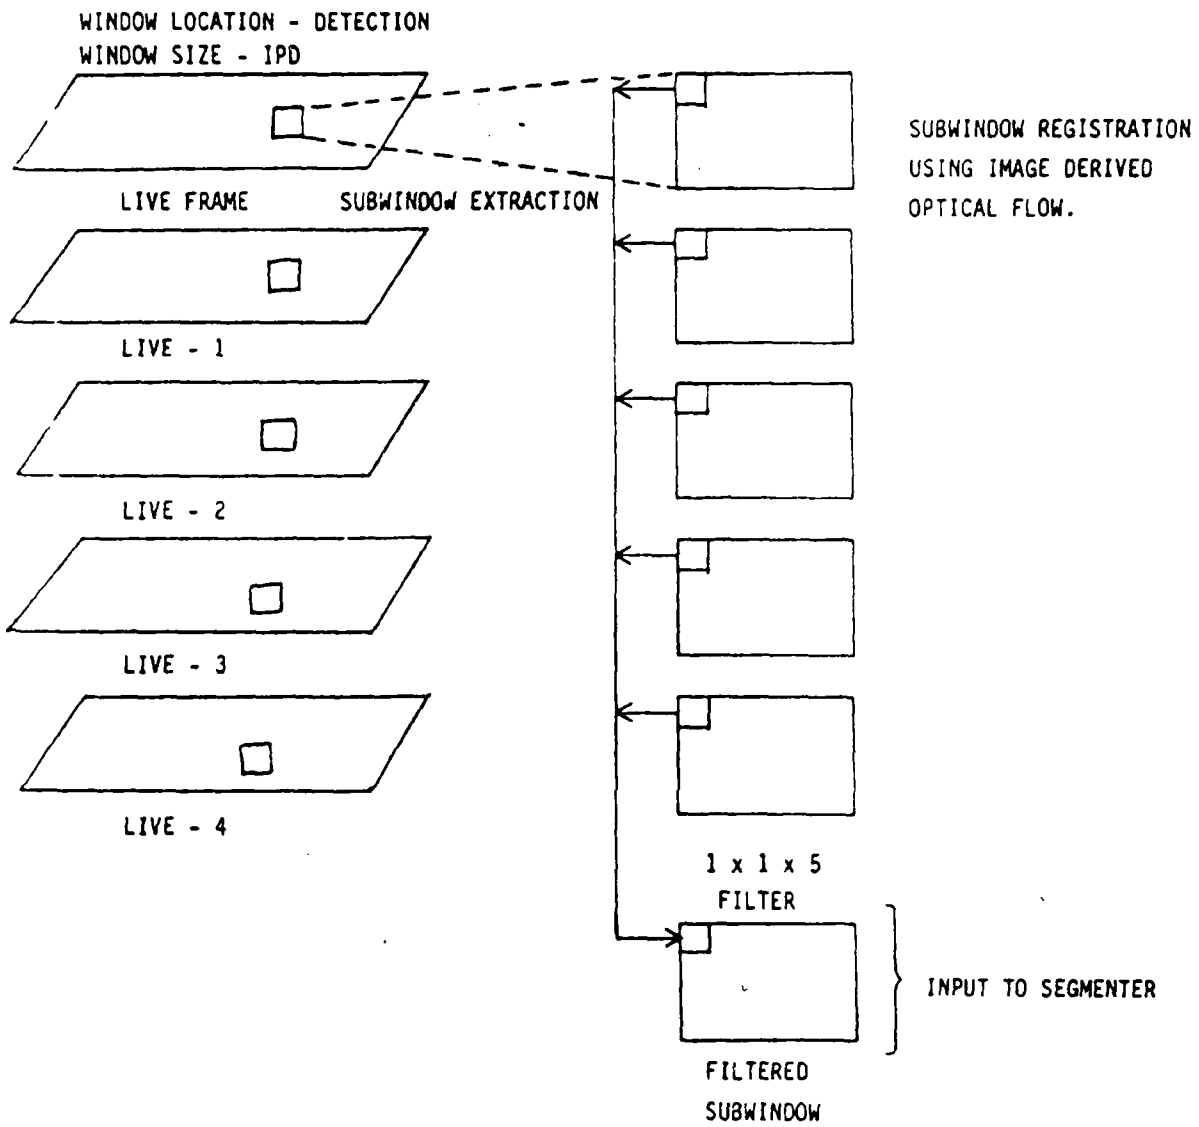 WINDOW LOCATION - DETECTION
WINDOW SIZE - IPD
SUBWINDOW REGISTRATION
USING IMAGE DERIVED
OPTICAL FLOW.
LIVE FRAME
SUBWINDOW EXTRACTION
LIVE - 1
LIVE - 2
LIVE - 3
LIVE - 4
1 x 1 x 5
FILTER
INPUT TO SEGMENTER
FILTERED
SUBWINDOW